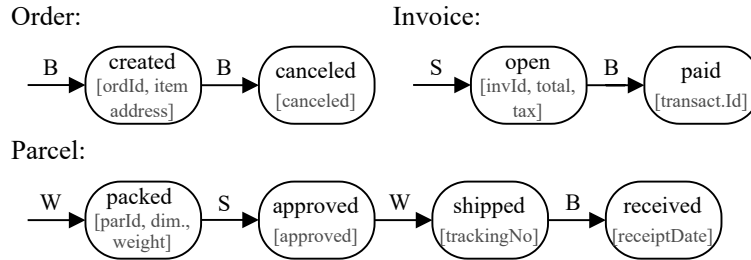 Order:
Invoice:
B
created
[ordId, item
address]
B
canceled
[canceled]
S
open
[invId, total,
tax]
B
paid
[transact.Id]
Parcel:
W
packed
[parId, dim.,
weight]
S
approved
[approved]
W
shipped
[trackingNo]
B
received
[receiptDate]